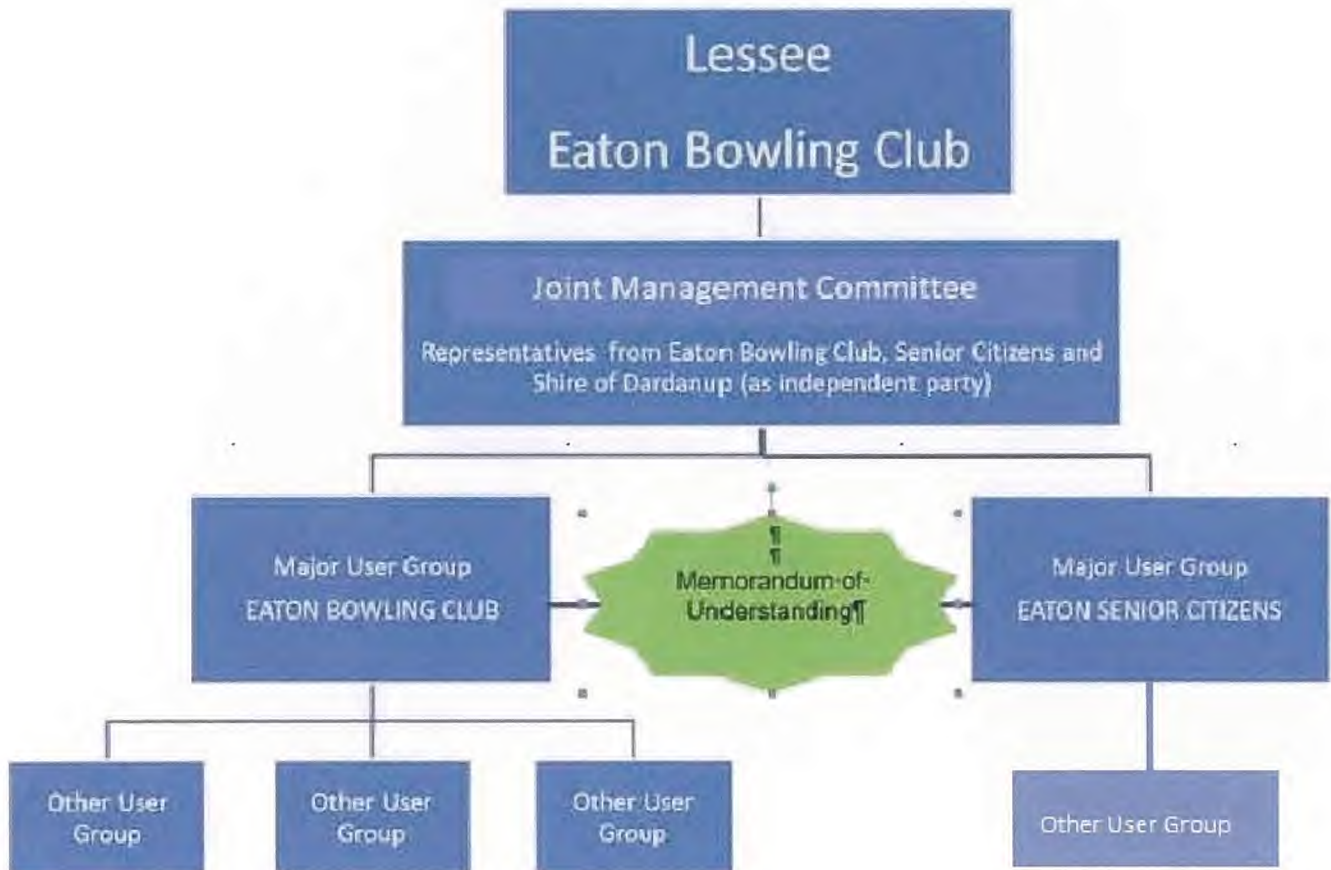 Lessee
Eaton Bowling Club
Joint Management Committee
Representatives from Eaton Bowling Club, Senior Citizens and
Shire of Dardanup (as independent party)
Major User Group
EATON BOWLING CLUB
¶
¶
Memorandum·of·
Understanding¶
Major User Group
EATON SENIOR CITIZENS
Other User
Group
Other User
Group
Other User
Group
Other User Group